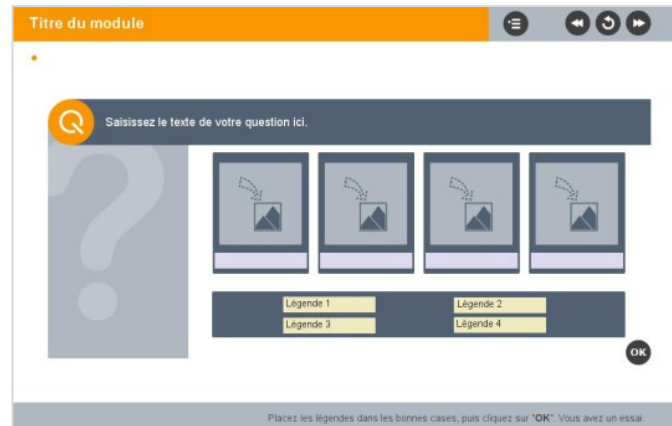 Titre du module
Saisissez le texte de votre question ici.
Légende 1
Légende 2
Légende 3
Légende 4
OK
Placez les légendes dans les bonnes cases, puis cliquez sur "OK". Vous avez un essai.